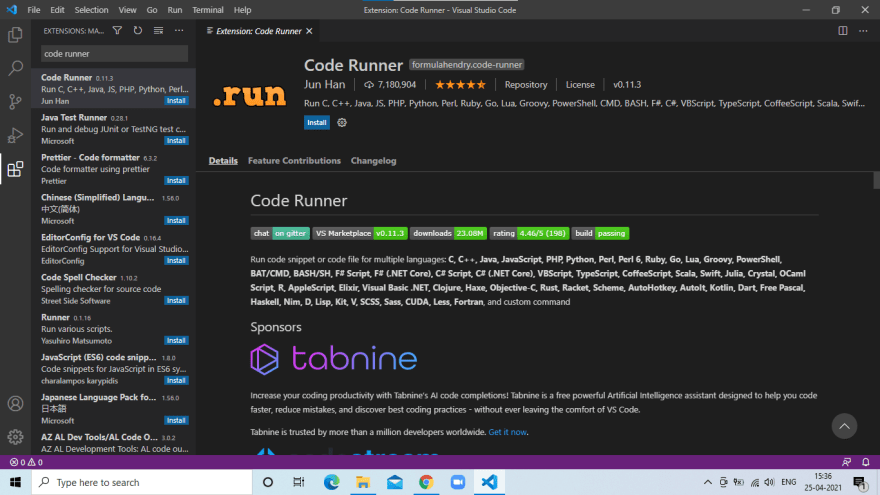 File Edit Selection View Go Run Terminal Help
Extension: Code Runner - Visual Studio Code
EXTENSIONS: MA...
code runner
Code Runner 0.11.3
Run C, C++, Java, JS, PHP, Python, Perl...
Jun Han Install
Java Test Runner 0.28.1
Run and debug JUnit or TestNG test c...
Microsoft Install
Prettier - Code formatter 6.3.2
Code formatter using prettier
Prettier Install
Chinese (Simplified) Langu... 1.56.0
中文(简体)
Microsoft Install
EditorConfig for VS Code 0.16.4
EditorConfig Support for Visual Studio...
EditorConfig Install
Code Spell Checker 1.10.2
Spelling checker for source code
Street Side Software Install
Runner 0.1.16
Run various scripts.
Yasuhiro Matsumoto Install
JavaScript (ES6) code snipp... 1.8.0
Code snippets for JavaScript in ES6 sy...
charalampos karypidis Install
Japanese Language Pack fo... 1.56.0
日本語
Microsoft Install
AZ AL Dev Tools/AL Code O... 3.0.2
AZ AL Development Tools: AL code ou...
Extension: Code Runner
.run
Code Runner formulahendry.code-runner
Jun Han 7,180,904 Repository License v0.11.3
Run C, C++, Java, JS, PHP, Python, Perl, Ruby, Go, Lua, Groovy, PowerShell, CMD, BASH, F#, C#, VBScript, TypeScript, CoffeeScript, Scala, Swif...
Install
Details Feature Contributions Changelog
Code Runner
chat on gitter VS Marketplace v0.11.3 downloads 23.08M rating 4.46/5 (198) build passing
Run code snippet or code file for multiple languages: C, C++, Java, JavaScript, PHP, Python, Perl, Perl 6, Ruby, Go, Lua, Groovy, PowerShell,
BAT/CMD, BASH/SH, F# Script, F# (.NET Core), C# Script, C# (.NET Core), VBScript, TypeScript, CoffeeScript, Scala, Swift, Julia, Crystal, OCaml
Script, R, AppleScript, Elixir, Visual Basic .NET, Clojure, Haxe, Objective-C, Rust, Racket, Scheme, AutoHotkey, AutoIt, Kotlin, Dart, Free Pascal,
Haskell, Nim, D, Lisp, Kit, V, SCSS, Sass, CUDA, Less, Fortran, and custom command
Sponsors
tabnine
Increase your coding productivity with Tabnine's AI code completions! Tabnine is a free powerful Artificial Intelligence assistant designed to help you code
faster, reduce mistakes, and discover best coding practices - without ever leaving the comfort of VS Code.
Tabnine is trusted by more than a million developers worldwide. Get it now.
0 0
Type here to search
ENG
15:36
25-04-2021
1